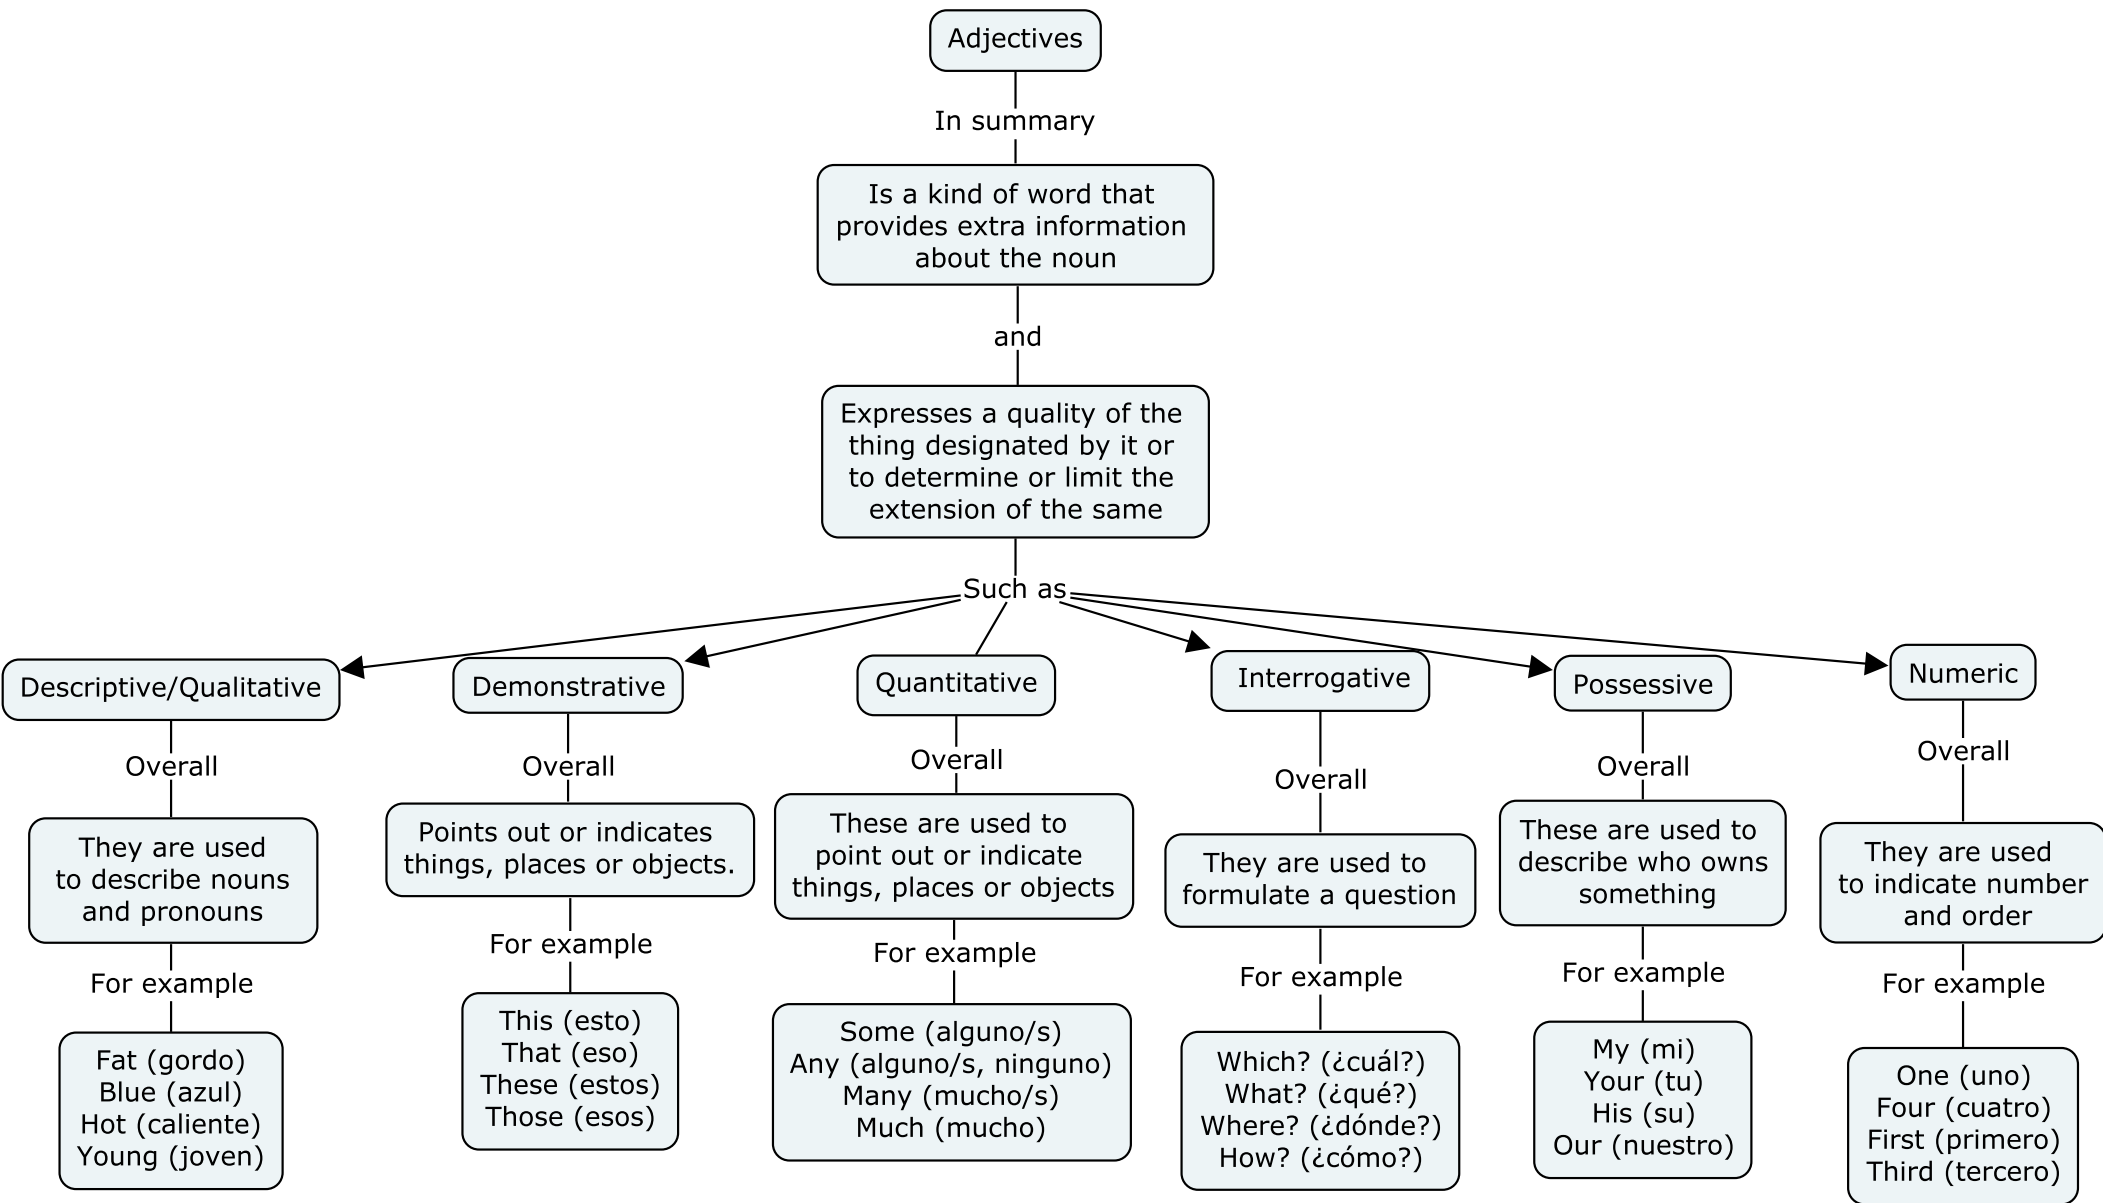 Adjectives
In summary
Is a kind of word that
provides extra information
about the noun
and
Expresses a quality of the
thing designated by it or
to determine or limit the
extension of the same
Such as
Descriptive/Qualitative
Overall
They are used
to describe nouns
and pronouns
For example
Fat (gordo)
Blue (azul)
Hot (caliente)
Young (joven)
Demonstrative
Overall
Points out or indicates
things, places or objects.
For example
This (esto)
That (eso)
These (estos)
Those (esos)
Quantitative
Overall
These are used to
point out or indicate
things, places or objects
For example
Some (alguno/s)
Any (alguno/s, ninguno)
Many (mucho/s)
Much (mucho)
Interrogative
Overall
They are used to
formulate a question
For example
Which? (¿cuál?)
What? (¿qué?)
Where? (¿dónde?)
How? (¿cómo?)
Possessive
Overall
These are used to
describe who owns
something
For example
My (mi)
Your (tu)
His (su)
Our (nuestro)
Numeric
Overall
They are used
to indicate number
and order
For example
One (uno)
Four (cuatro)
First (primero)
Third (tercero)